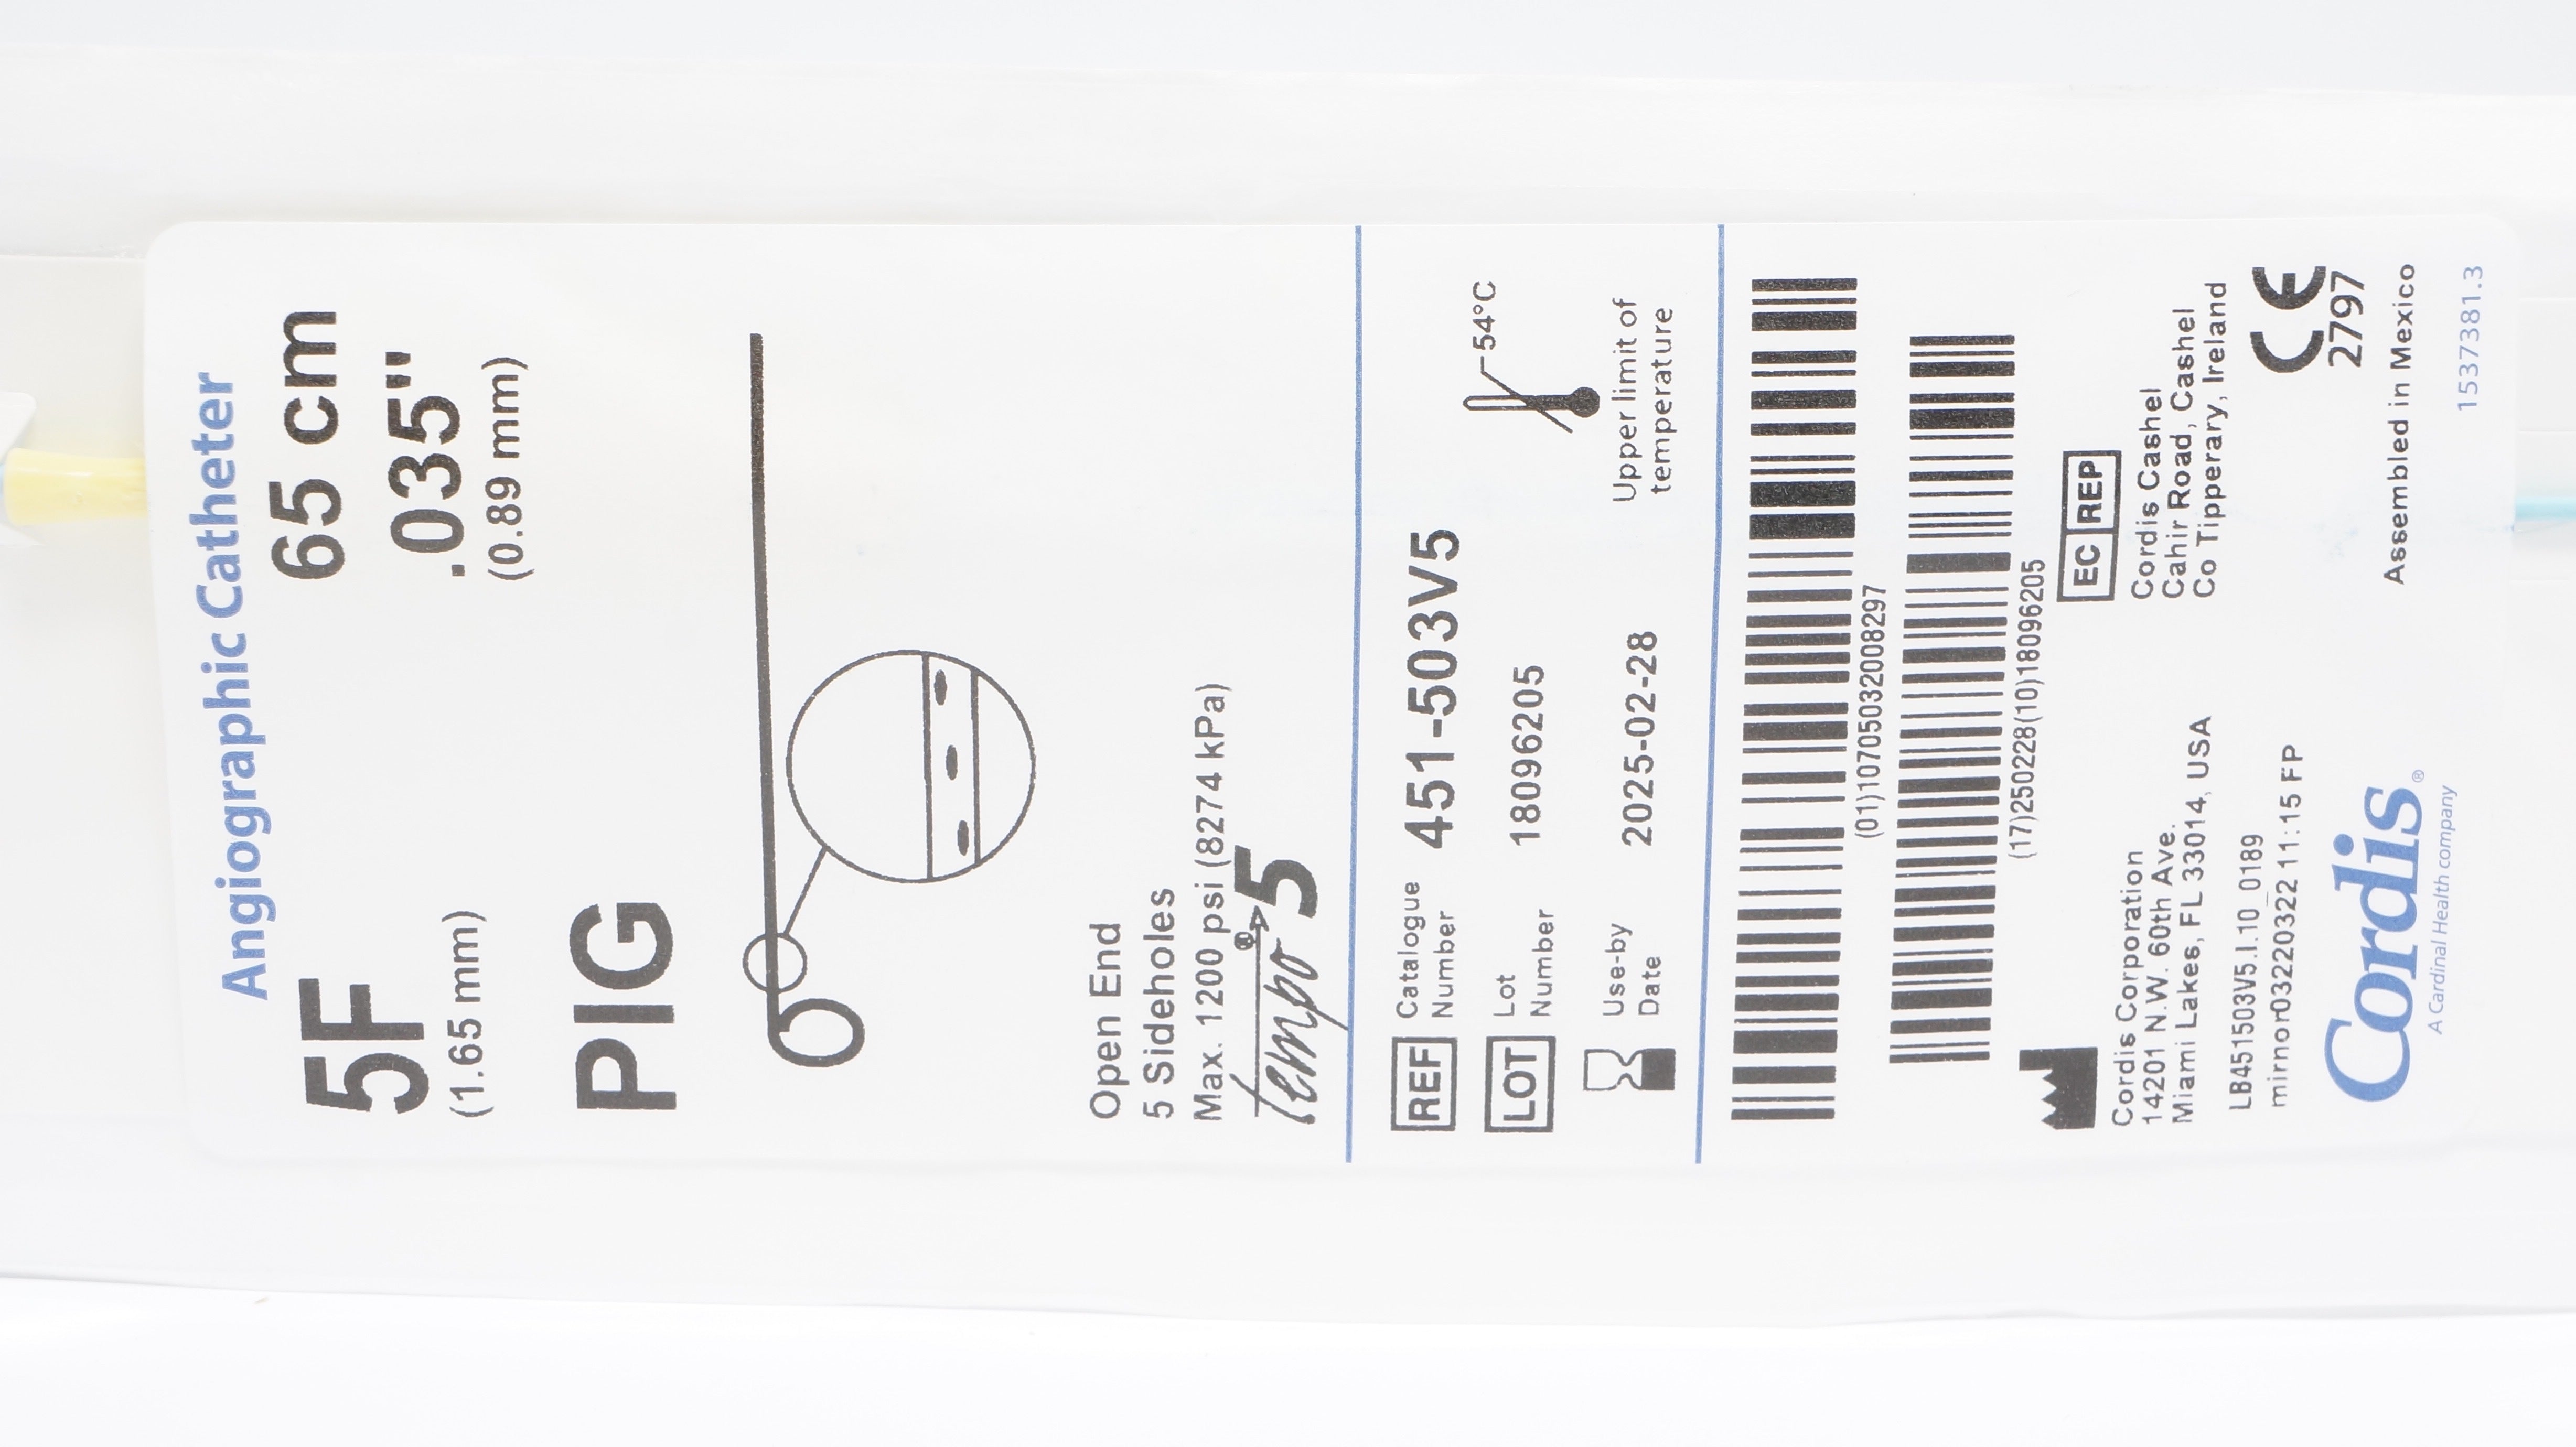 Angiographic Catheter
5F 65 cm
(1.65 mm) .035"
(0.89 mm)
PIG
Open End
5 Sideholes
Max. 1200 psi (8274 kPa)
Tempo® 5
REF Catalogue Number 451-503V5
54°C
LOT Lot Number 18096205
Upper limit of temperature
Use-by Date 2025-02-28
(01)10705032008297
(17)250228(10)18096205
EC REP
Cordis Corporation
14201 N.W. 60th Ave.
Miami Lakes, FL 33014, USA
Cordis Cashel
Cahir Road, Cashel
Co Tipperary, Ireland
LB451503V5.I.10_0189
mirnor03220322 11:15 FP
CE
2797
Cordis®
A Cardinal Health company
Assembled in Mexico
1537381.3